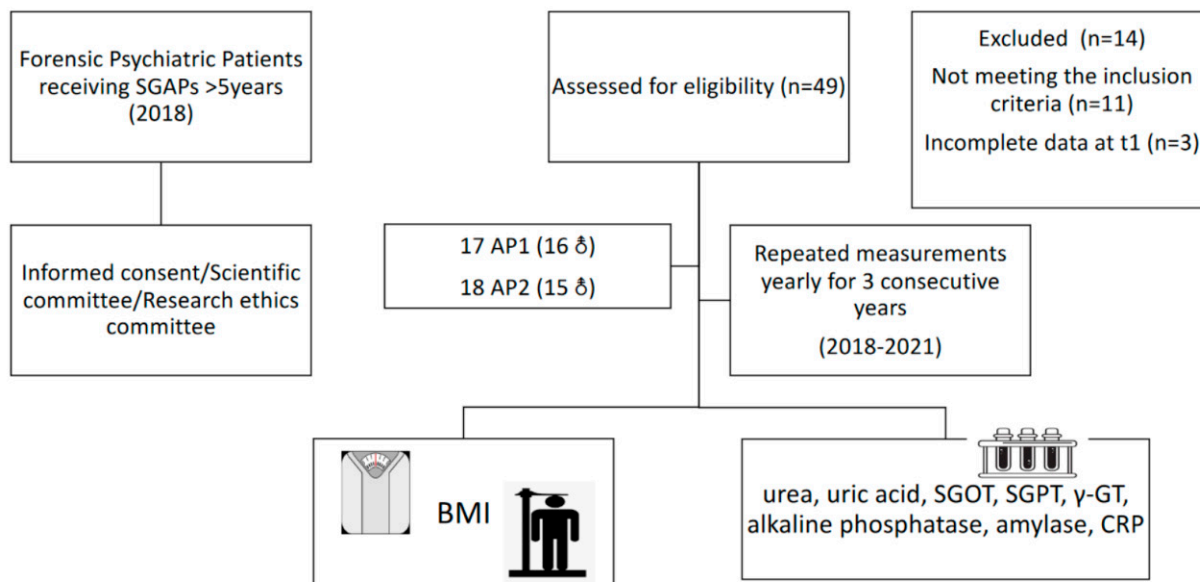 Forensic Psychiatric Patients
receiving SGAPs >5years
(2018)
Informed consent/Scientific
committee/Research ethics
committee
Assessed for eligibility (n=49)
Excluded (n=14)
Not meeting the inclusion
criteria (n=11)
Incomplete data at t1 (n=3)
17 AP1 (16 ♂)
18 AP2 (15 ♂)
Repeated measurements
yearly for 3 consecutive
years
(2018-2021)
BMI
urea, uric acid, SGOT, SGPT, γ-GT,
alkaline phosphatase, amylase, CRP